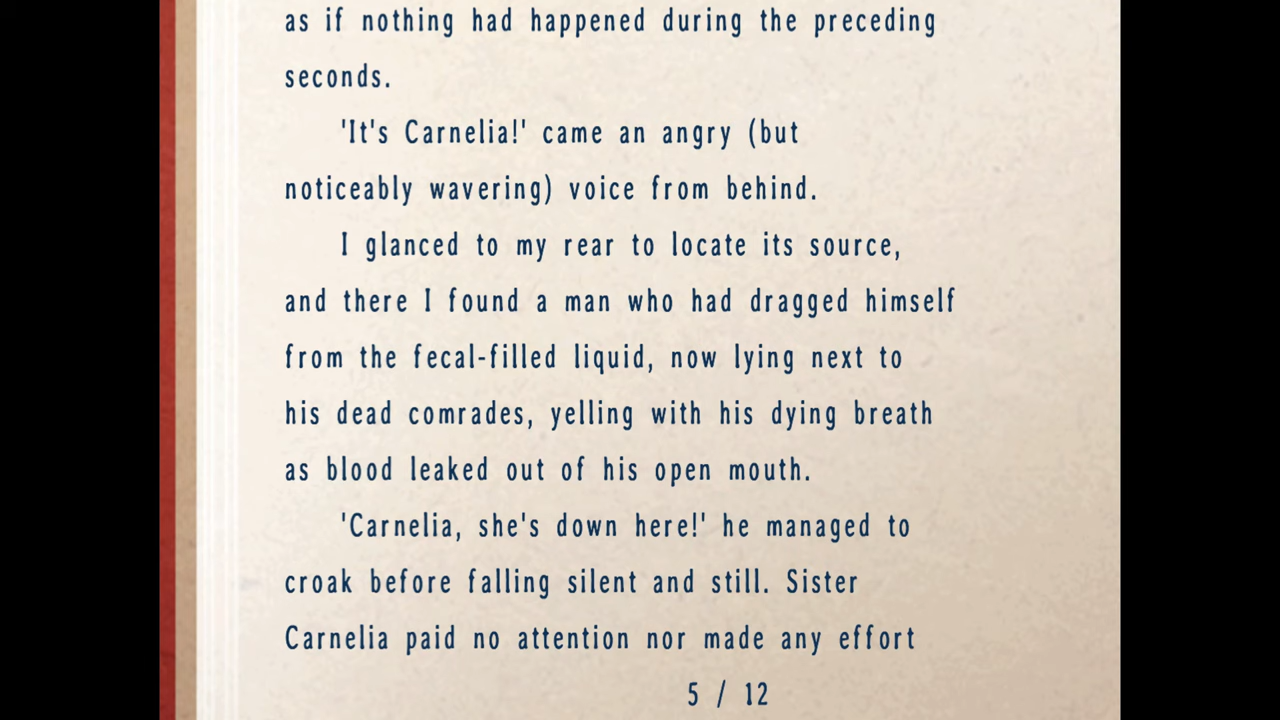 as if nothing had happened during the preceding
seconds.
'It's Carnelia!' came an angry (but
noticeably wavering) voice from behind.
I glanced to my rear to locate its source,
and there I found a man who had dragged himself
from the fecal-filled liquid, now lying next to
his dead comrades, yelling with his dying breath
as blood leaked out of his open mouth.
'Carnelia, she's down here!' he managed to
croak before falling silent and still. Sister
Carnelia paid no attention nor made any effort
5 / 12